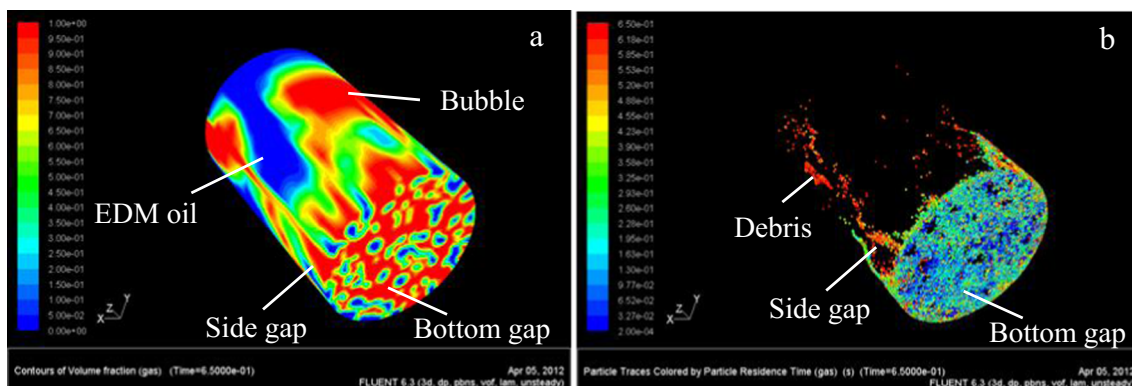 1.00e+00
9.50e-01
9.00e-01
8.50e-01
8.00e-01
7.50e-01
7.00e-01
6.50e-01
6.00e-01
5.50e-01
5.00e-01
4.50e-01
4.00e-01
3.50e-01
3.00e-01
2.50e-01
2.00e-01
1.50e-01
1.00e-01
5.00e-02
0.00e+00
a
Bubble
EDM oil
Side gap
Bottom gap
Z Y
X
Contours of Volume fraction (gas) (Time=6.5000e-01)
Apr 05, 2012
FLUENT 6.3 (3d, dp, pbns, vof, lam, unsteady)
6.50e-01
6.18e-01
5.85e-01
5.53e-01
5.20e-01
4.88e-01
4.55e-01
4.23e-01
3.90e-01
3.58e-01
3.25e-01
2.93e-01
2.60e-01
2.28e-01
1.95e-01
1.63e-01
1.30e-01
9.77e-02
6.52e-02
3.27e-02
2.00e-04
b
Debris
Side gap
Bottom gap
Z Y
X
Particle Traces Colored by Particle Residence Time (gas) (s) (Time=6.5000e-01)
Apr 05, 2012
FLUENT 6.3 (3d, dp, pbns, vof, lam, unsteady)